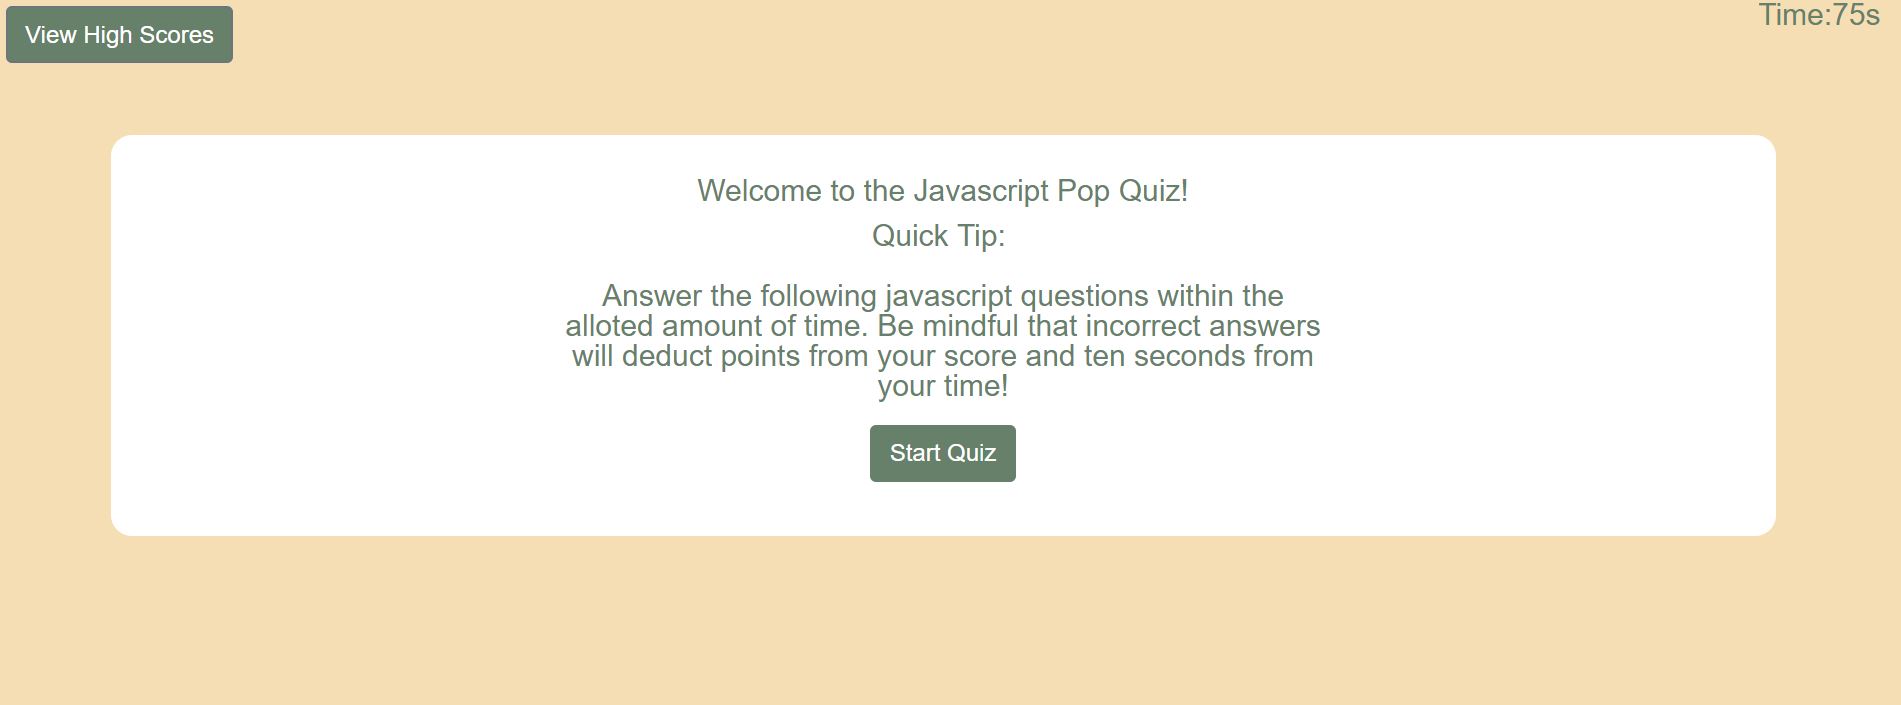 View High Scores
Time:75s
Welcome to the Javascript Pop Quiz!
Quick Tip:
Answer the following javascript questions within the
alloted amount of time. Be mindful that incorrect answers
will deduct points from your score and ten seconds from
your time!
Start Quiz